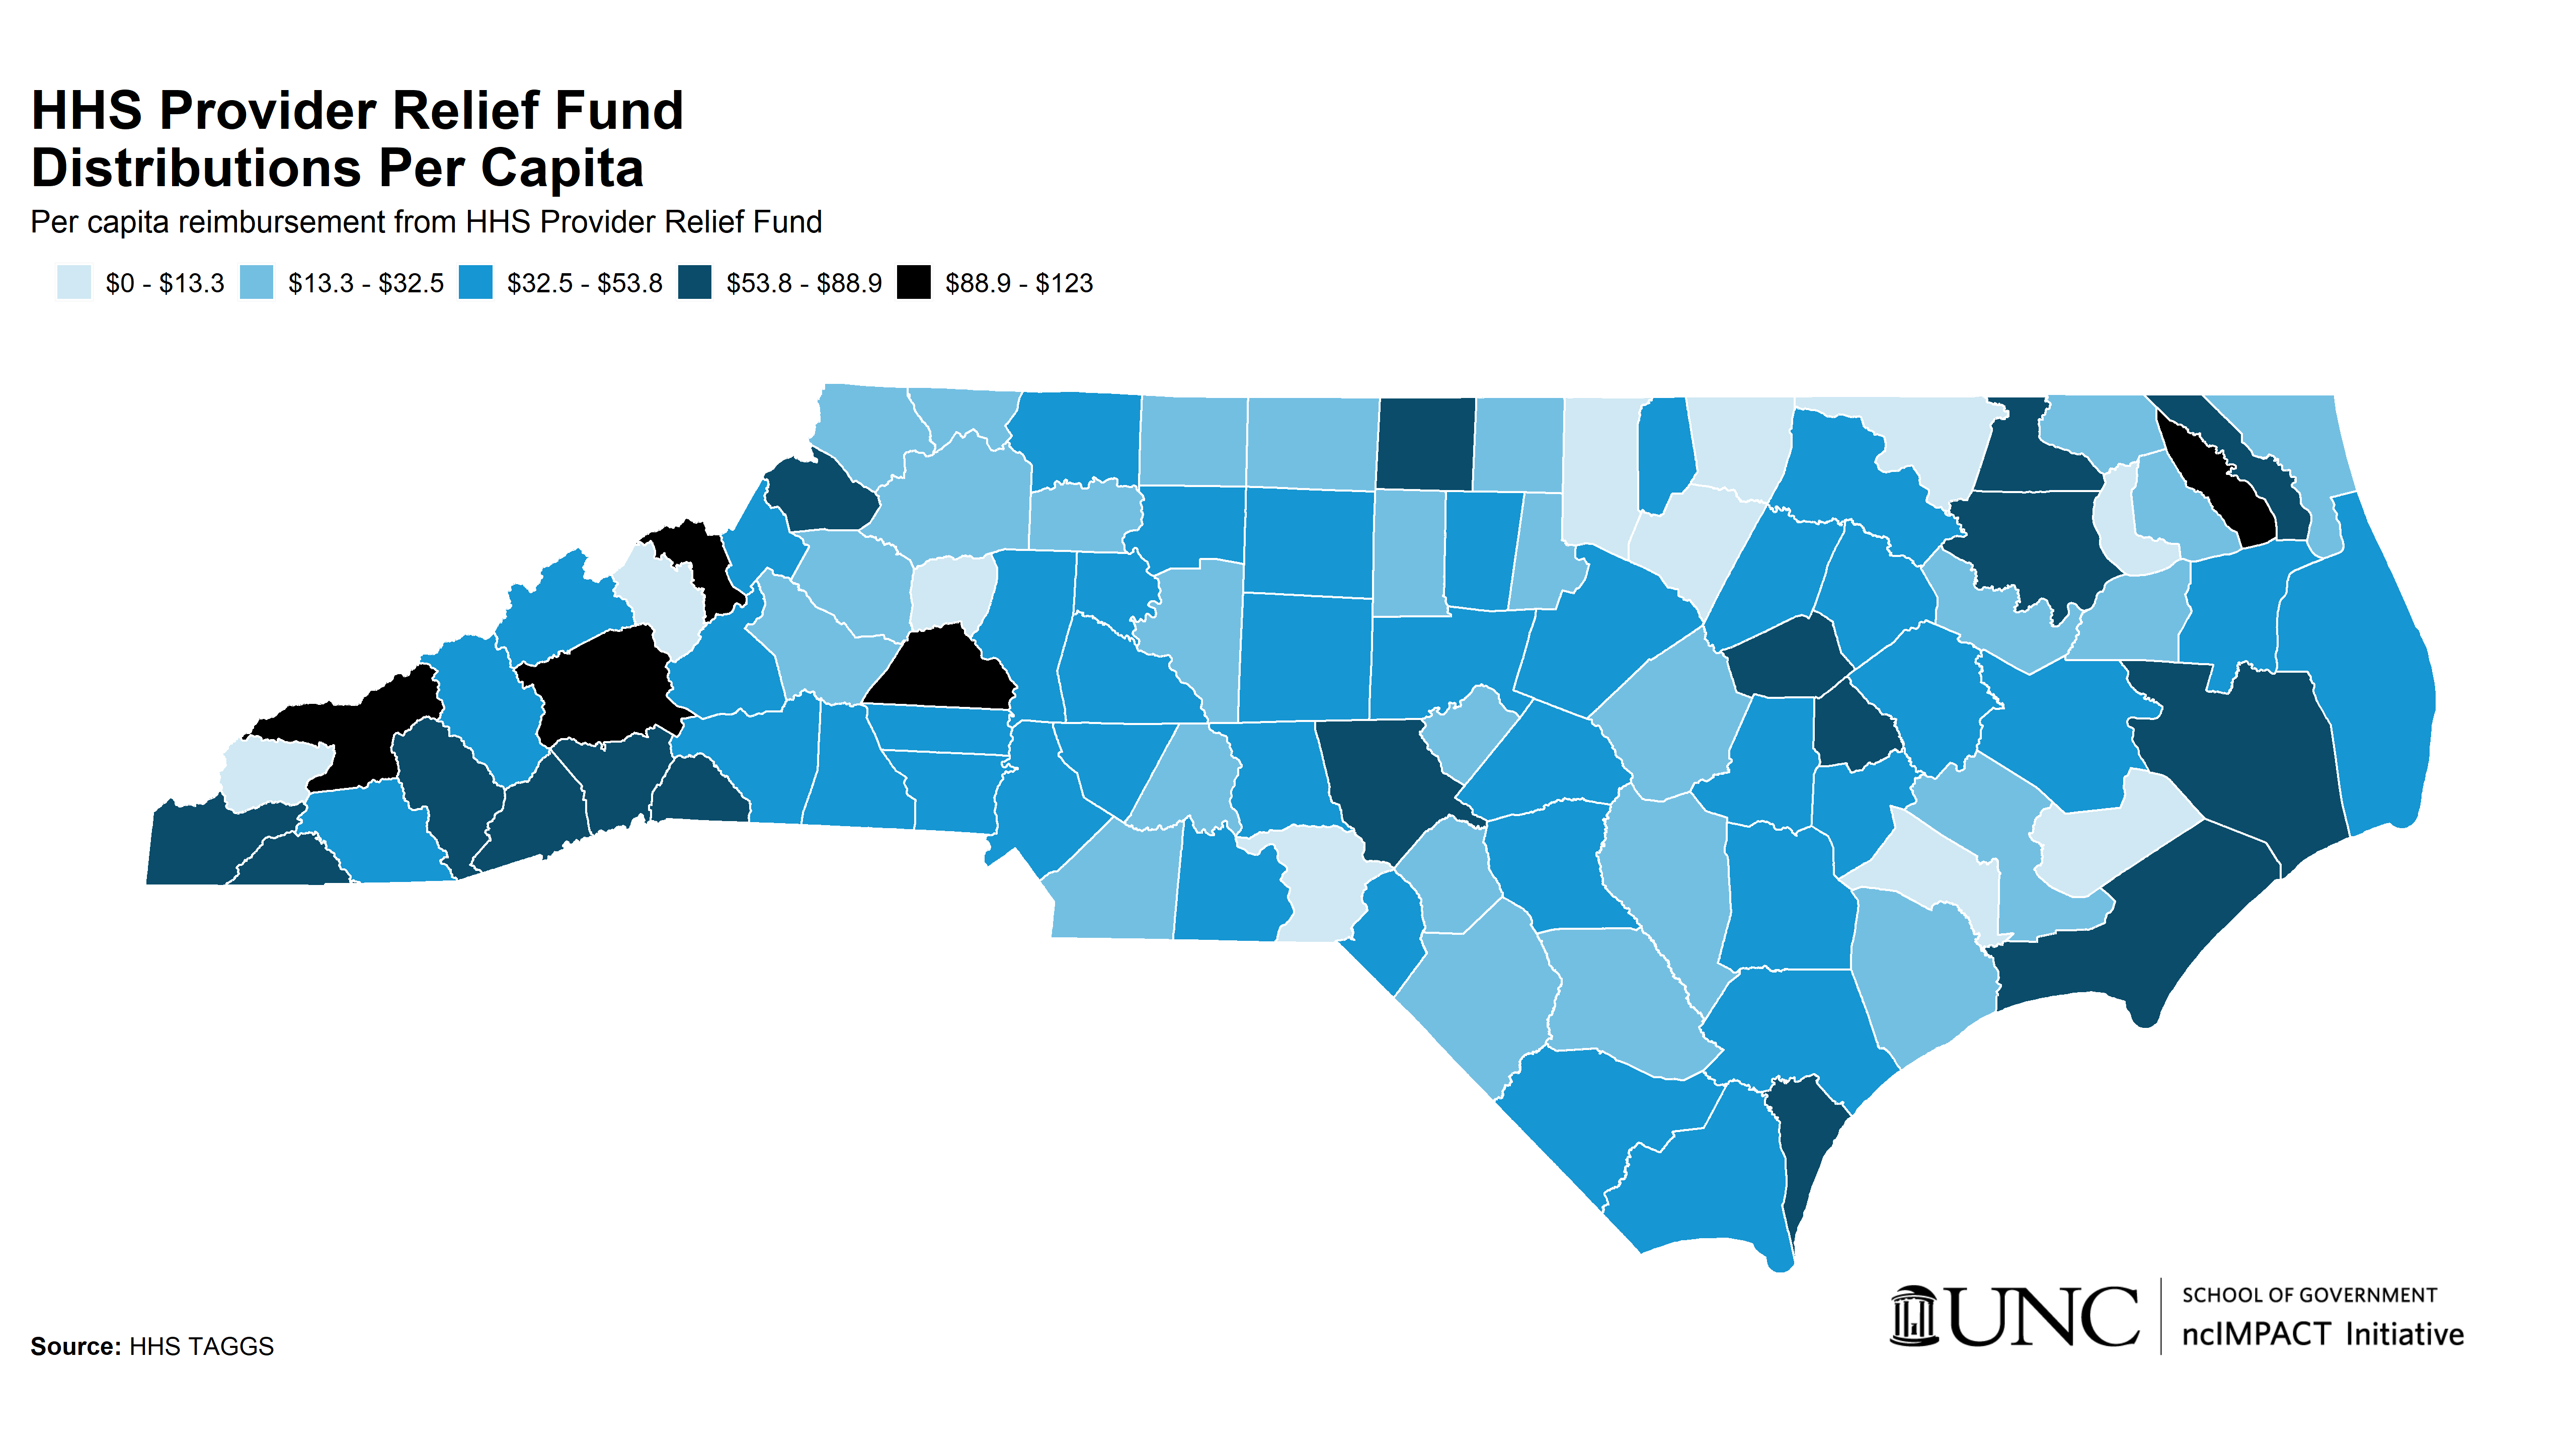 HHS Provider Relief Fund
Distributions Per Capita
Per capita reimbursement from HHS Provider Relief Fund
$0 - $13.3 $13.3 - $32.5 $32.5 - $53.8 $53.8 - $88.9 $88.9 - $123
UNC
SCHOOL OF GOVERNMENT
ncIMPACT Initiative
Source: HHS TAGGS